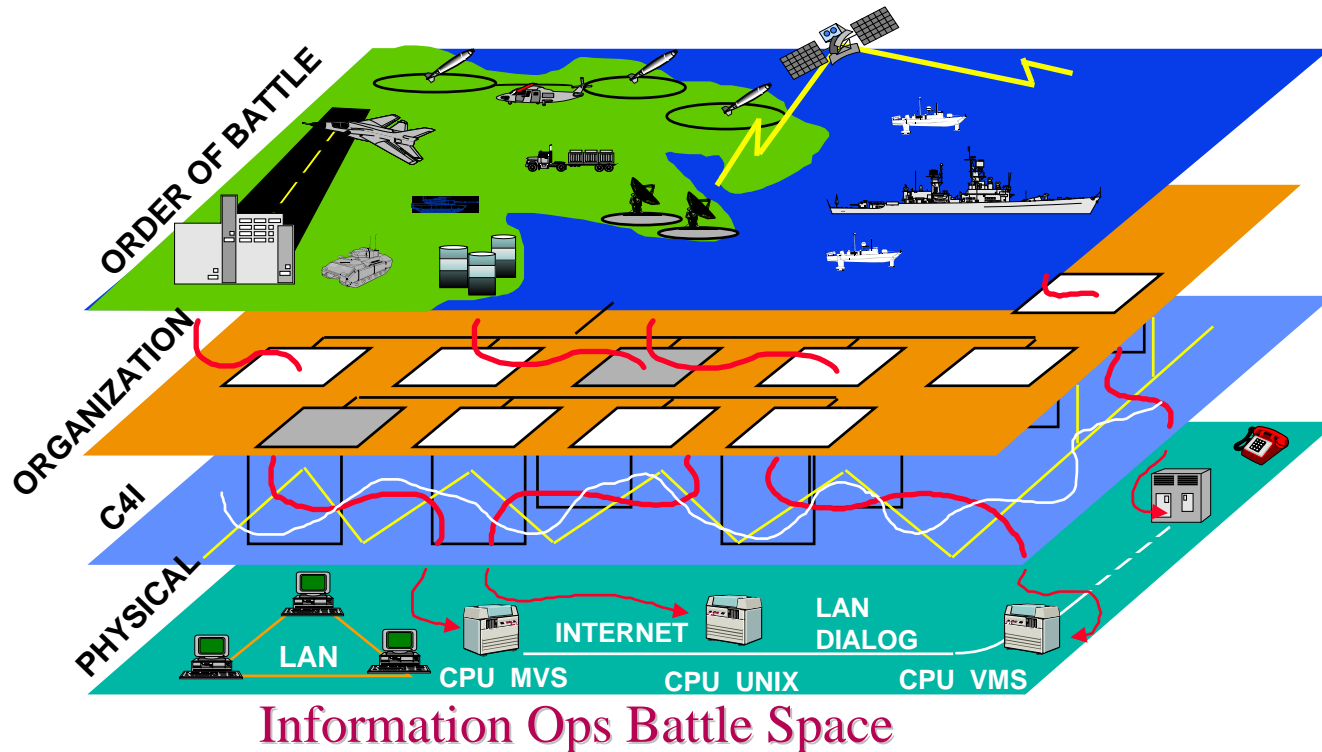 ORDER OF BATTLE
ORGANIZATION
C4I
PHYSICAL
LAN
INTERNET
LAN
DIALOG
CPU MVS
CPU UNIX
CPU VMS
Information Ops Battle Space